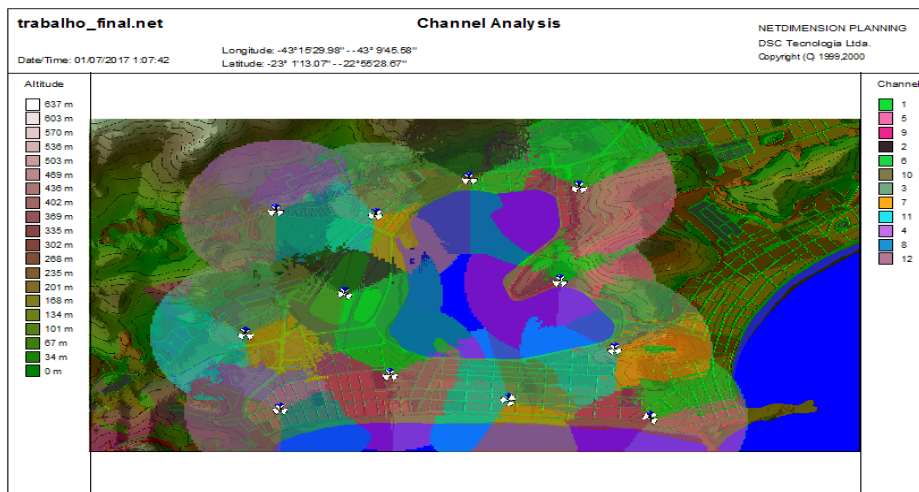 trabalho_final.net
Channel Analysis
NETDIMENSION PLANNING
DSC Tecnologia Ltda.
Copyright (C) 1999,2000
Date/Time: 01/07/2017 1:07:42
Longitude: -43°15'29.98" - -43° 9'45.58"
Latitude: -23° 1'13.07" - -22°55'28.67"
Altitude
637 m
603 m
570 m
536 m
503 m
469 m
436 m
402 m
369 m
335 m
302 m
268 m
235 m
201 m
168 m
134 m
101 m
67 m
34 m
0 m
Channel
1
5
9
2
6
10
3
7
11
4
8
12